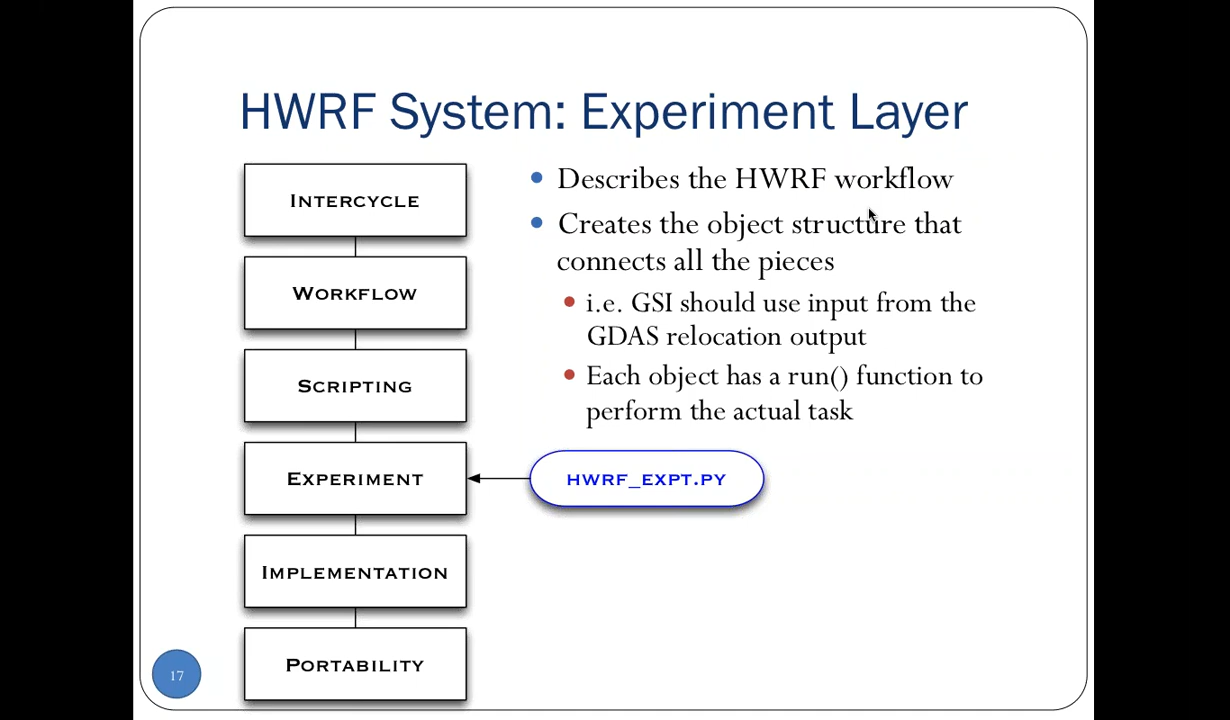 HWRF System: Experiment Layer
INTERCYCLE
WORKFLOW
SCRIPTING
EXPERIMENT
IMPLEMENTATION
PORTABILITY
• Describes the HWRF workflow
• Creates the object structure that
connects all the pieces
• i.e. GSI should use input from the
GDAS relocation output
• Each object has a run() function to
perform the actual task
HWRF_EXPT.PY
17